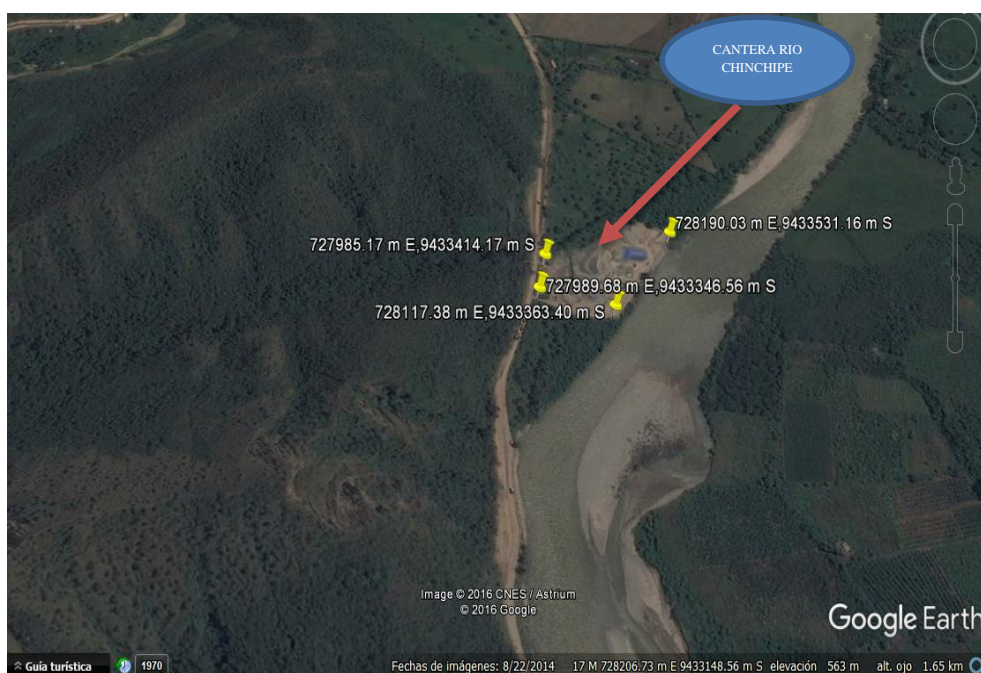 CANTERA RIO
CHINCHIPE
728190.03 m E,9433531.16 m S
727985.17 m E,9433414.17 m S
727989.68 m E,9433346.56 m S
728117.38 m E,9433363.40 m S
Image © 2016 CNES / Astrium
© 2016 Google
Google Earth
Guía turística
1970
Fechas de imágenes: 8/22/2014 17 M 728206.73 m E 9433148.56 m S elevación 563 m alt. ojo 1.65 km